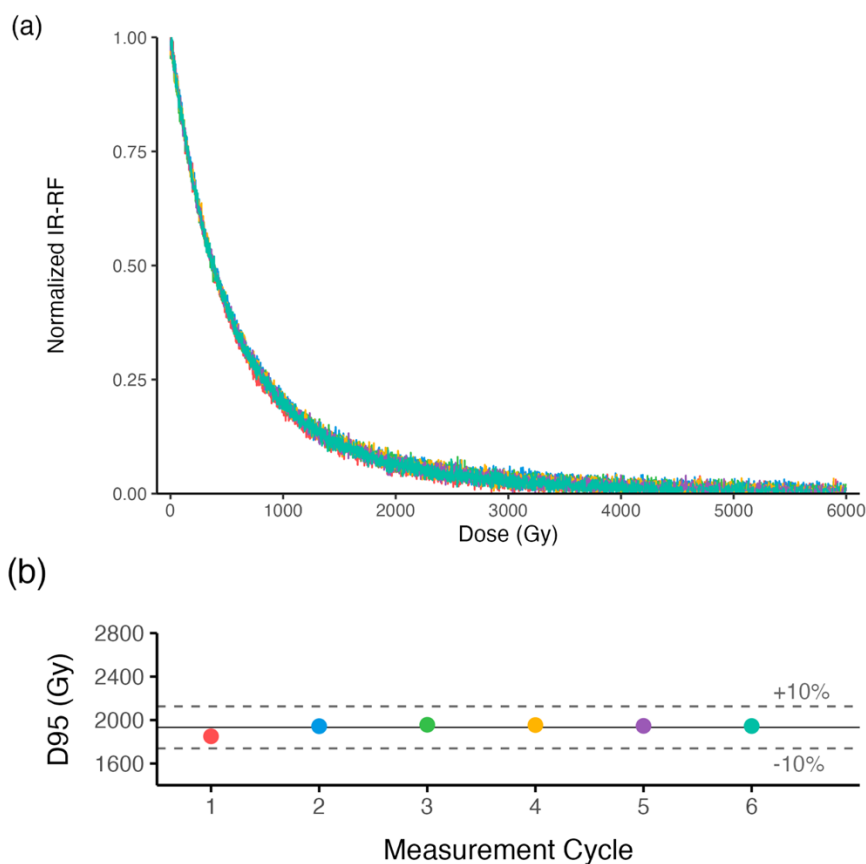 (a)
1.00
0.75
0.50
0.25
0.00
Normalized IR-RF
0 1000 2000 3000 4000 5000 6000
Dose (Gy)
(b)
2800
2400
2000
1600
D95 (Gy)
+10%
-10%
1 2 3 4 5 6
Measurement Cycle